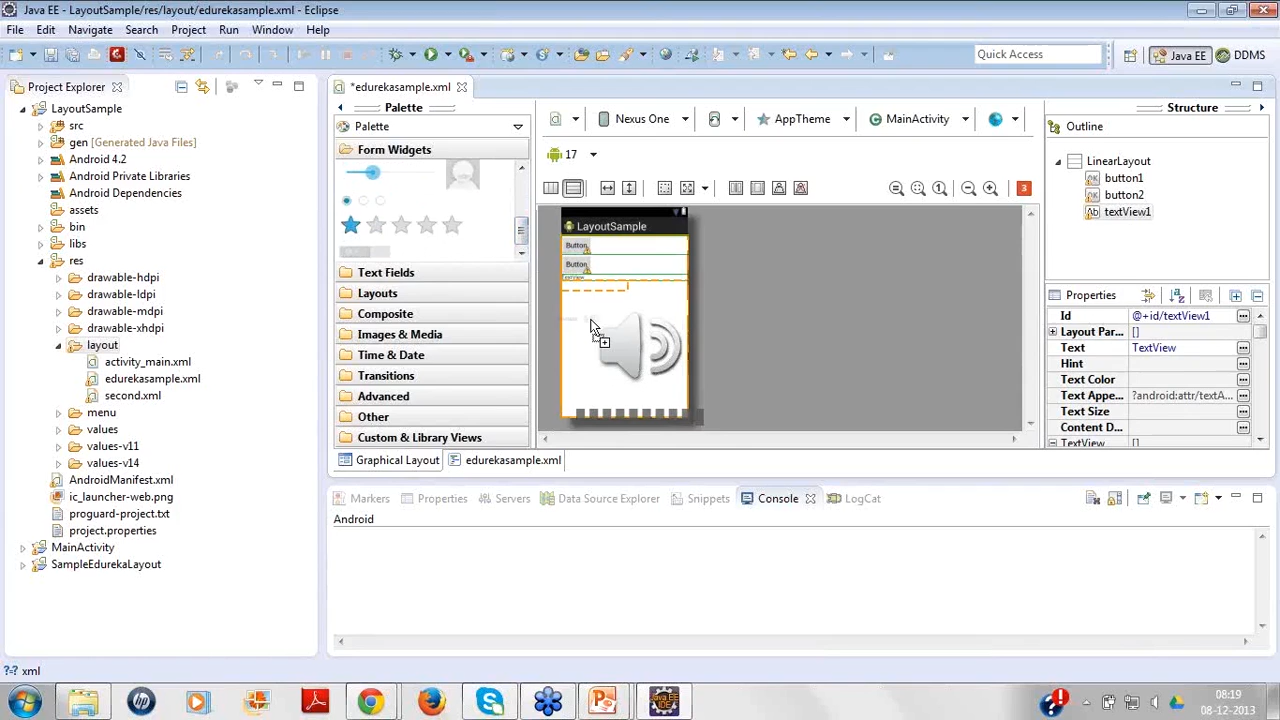 Java EE - LayoutSample/res/layout/edurekasample.xml - Eclipse
File Edit Navigate Search Project Run Window Help
Quick Access
Java EE
DDMS
Project Explorer
LayoutSample
src
gen [Generated Java Files]
Android 4.2
Android Private Libraries
Android Dependencies
assets
bin
libs
res
drawable-hdpi
drawable-ldpi
drawable-mdpi
drawable-xhdpi
layout
activity_main.xml
edurekasample.xml
second.xml
menu
values
values-v11
values-v14
AndroidManifest.xml
ic_launcher-web.png
proguard-project.txt
project.properties
MainActivity
SampleEdurekaLayout
*edurekasample.xml
Palette
Palette
Form Widgets
Text Fields
Layouts
Composite
Images & Media
Time & Date
Transitions
Advanced
Other
Custom & Library Views
Nexus One
AppTheme
MainActivity
17
1
3
LayoutSample
Button
Button
Graphical Layout
edurekasample.xml
Structure
Outline
LinearLayout
button1
button2
Ab textView1
Properties
Id @+id/textView1
Layout Par... []
Text TextView
Hint
Text Color
Text Appe... ?android:attr/textA...
Text Size
Content D...
TextView []
Markers Properties Servers Data Source Explorer Snippets Console LogCat
Android
xml
08:19
08-12-2013